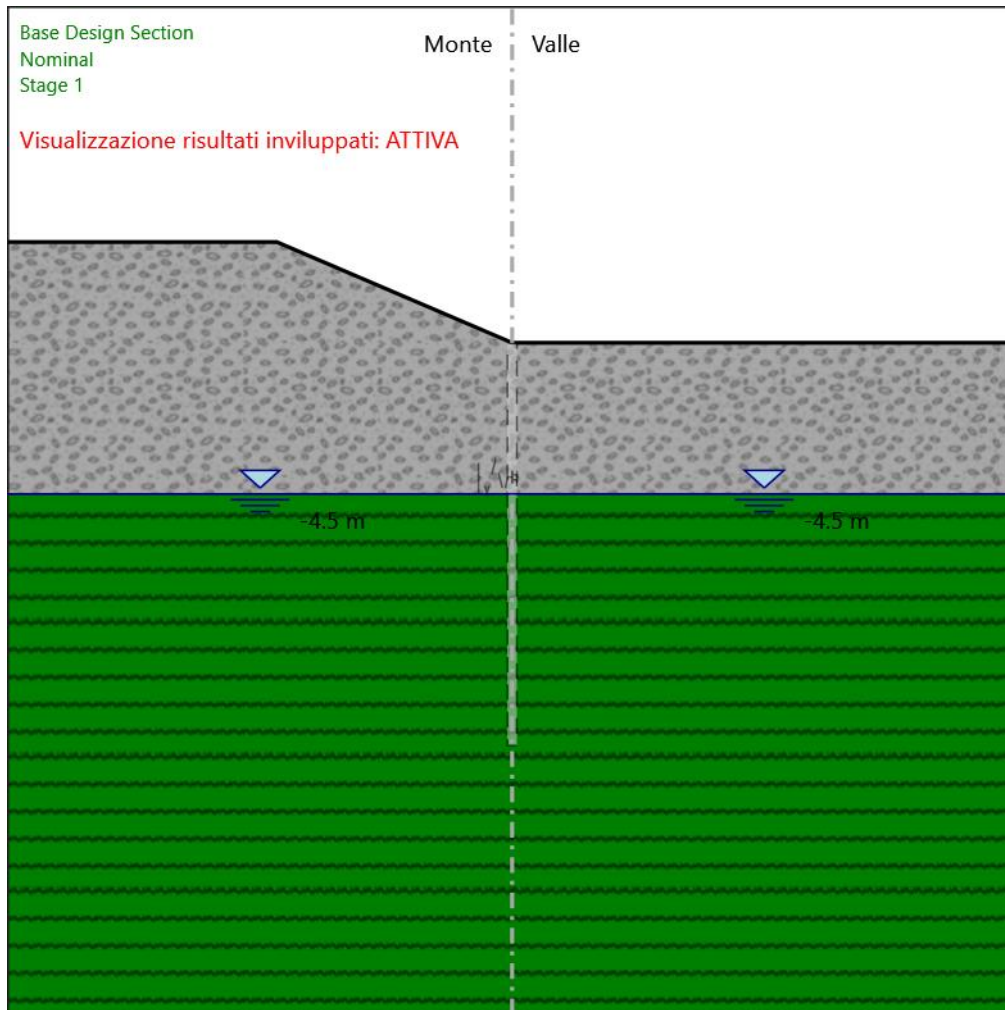 Base Design Section
Nominal
Stage 1
Monte
Valle
Visualizzazione risultati inviluppati: ATTIVA
-4.5 m
-4.5 m